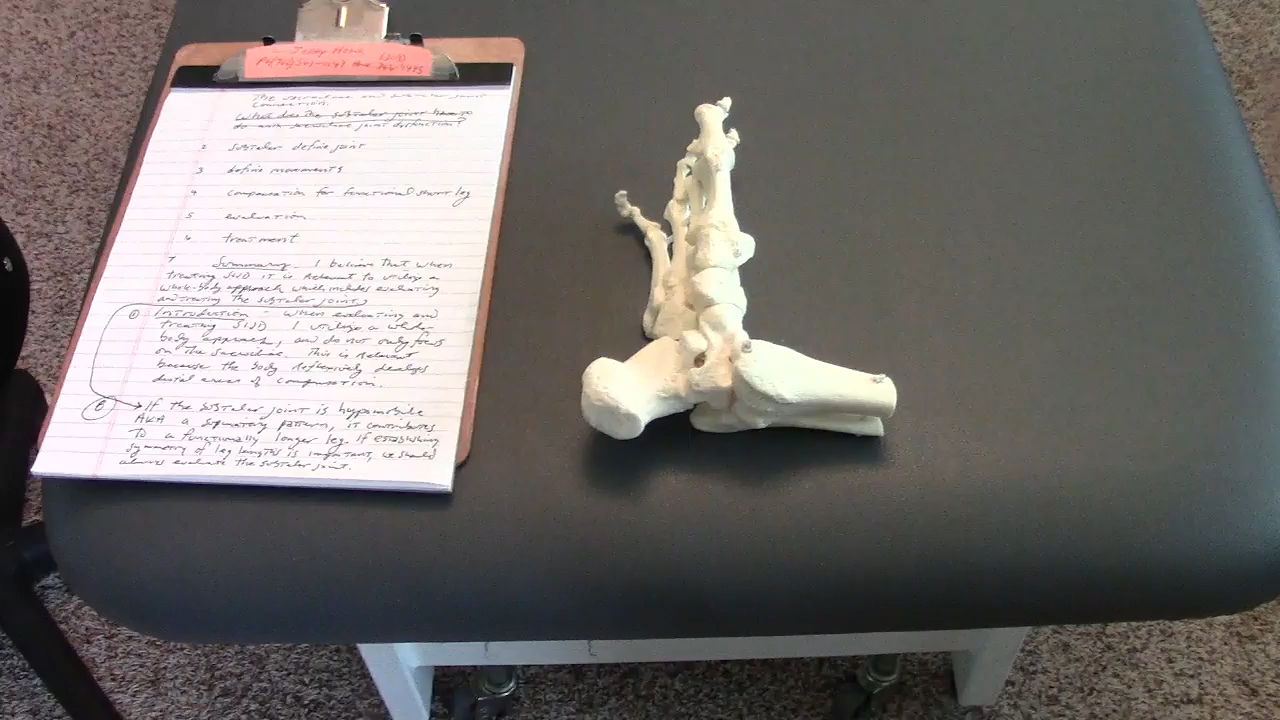 Jesse
The sacroiliac and subtalar joint
connection.
What does the subtalar joint have to
do with sacroiliac joint dysfunction?
2 subtalar define joint
3 define movements
4 compensation for functional short leg
5 evaluation
6 treatment
7 Summary. I believe that when
treating SIJD it is relevant to utilize a
whole-body approach which includes evaluating
and treating the subtalar joint,
① Introduction - When evaluating and
treating SIJD I utilize a whole-
body approach, and do not only focus
on the sacroiliac. This is relevant
because the body reflexively develops
distal areas of compensation.
If the subtalar joint is hypomobile
AKA a supinatory pattern, it contributes
to a functionally longer leg. If establishing
symmetry of leg lengths is important, we should
always evaluate the subtalar joint.